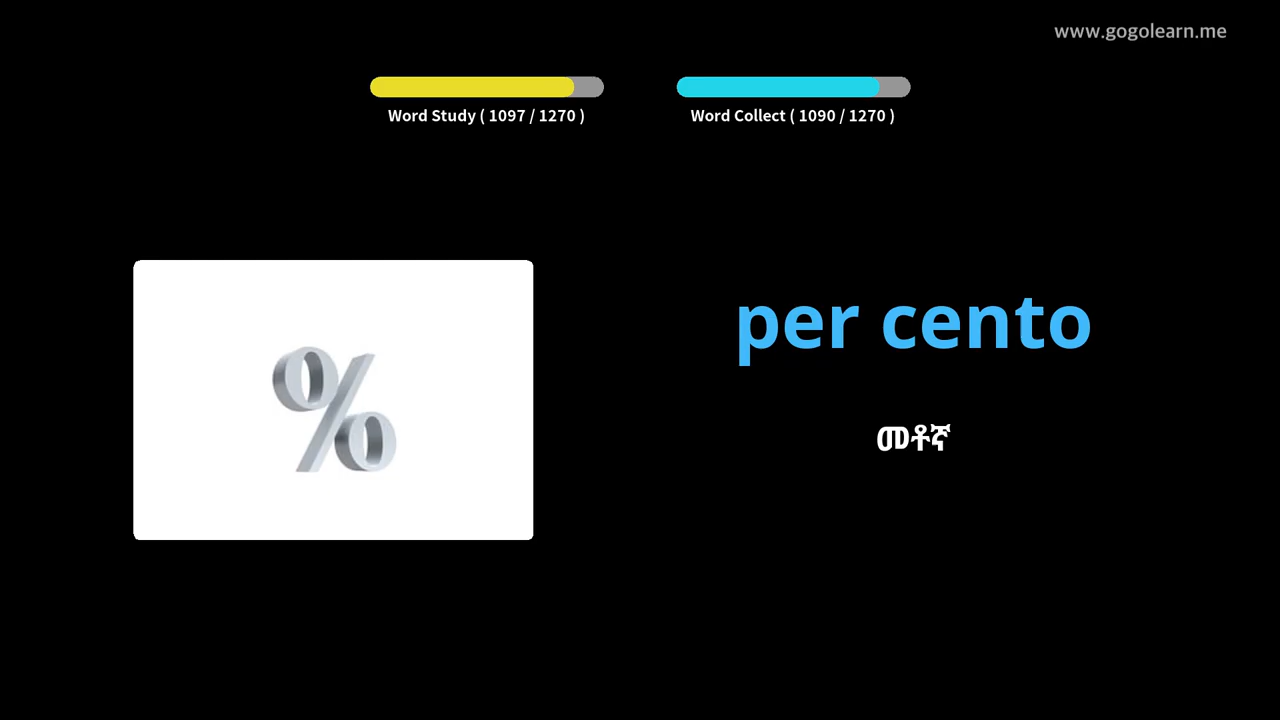 www.gogolearn.me
Word Study ( 1097 / 1270 )
Word Collect ( 1090 / 1270 )
%
per cento
መቶኛ